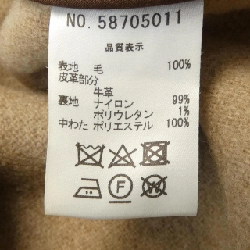 NO.58705011
品質表示
表地 毛 100%
皮革部分
牛革
裏地 ナイロン 99%
ポリウレタン 1%
中わた ポリエステル 100%
F